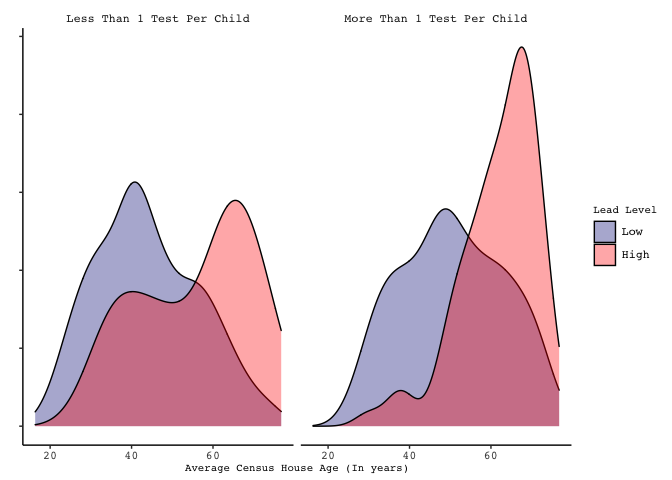 Less Than 1 Test Per Child
More Than 1 Test Per Child
Lead Level
Low
High
20 40 60
20 40 60
Average Census House Age (In years)